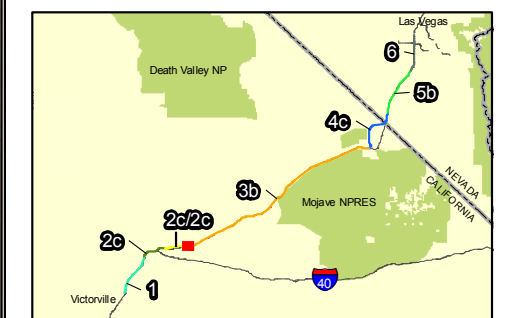 Las Vegas
6
Death Valley NP
5b
4c
NEVADA
CALIFORNIA
3b
Mojave NPRES
2c/2c
2c
40
1
Victorville